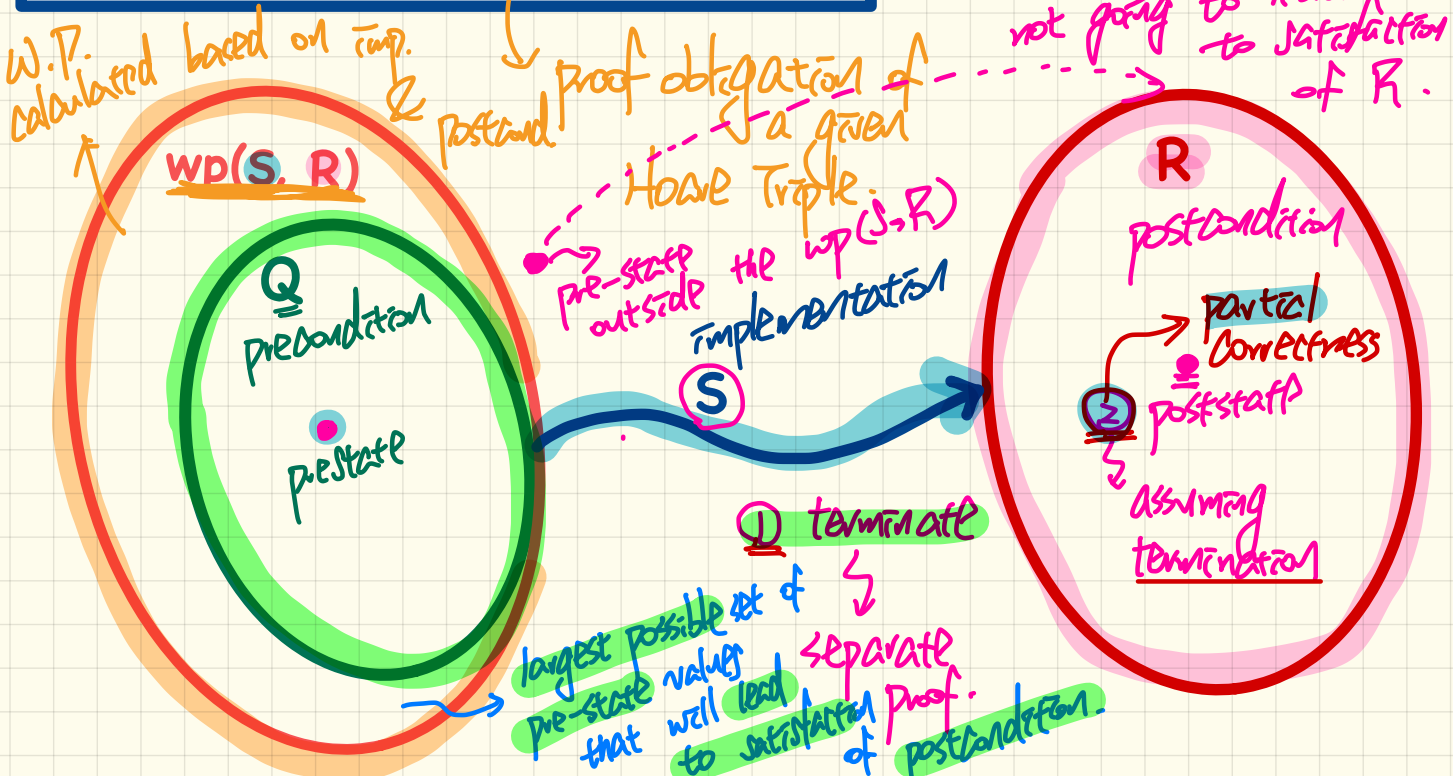 W.P.
calculated based on imp.
&
postcond.
proof obligation of
a given
Hoare Triple.
not going to
to satisfaction
of R.
wp(S, R)
Q
precondition
prestate
pre-state
outside the wp(S,R)
implementation
S
R
postcondition
partial
correctness
2
poststate
assuming
termination
1 terminate
separate
proof.
largest possible set of
pre-state values
that will lead
to satisfaction
of postcondition.